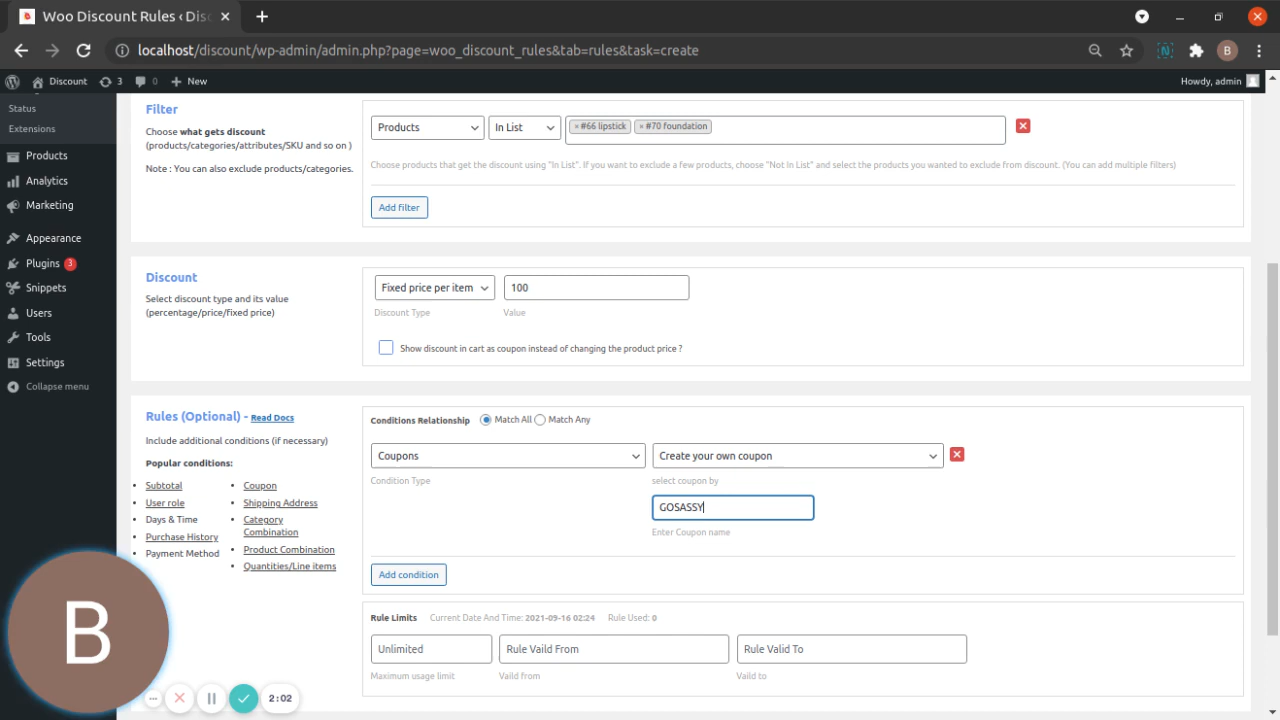 Woo Discount Rules ‹ Disc
localhost/discount/wp-admin/admin.php?page=woo_discount_rules&tab=rules&task=create
B
Discount 3 0 New
Howdy, admin
Status
Extensions
Products
Analytics
Marketing
Appearance
Plugins 3
Snippets
Users
Tools
Settings
Collapse menu
Filter
Choose what gets discount
(products/categories/attributes/SKU and so on )
Note : You can also exclude products/categories.
Products
In List
×#66 lipstick ×#70 foundation
Choose products that get the discount using "In List". If you want to exclude a few products, choose "Not In List" and select the products you wanted to exclude from discount. (You can add multiple filters)
Add filter
Discount
Select discount type and its value
(percentage/price/fixed price)
Fixed price per item
100
Discount Type
Value
Show discount in cart as coupon instead of changing the product price ?
Rules (Optional) - Read Docs
Include additional conditions (if necessary)
Popular conditions:
Subtotal
User role
Days & Time
Purchase History
Payment Method
Coupon
Shipping Address
Category
Combination
Product Combination
Quantities/Line items
Conditions Relationship Match All Match Any
Coupons
Create your own coupon
Condition Type
select coupon by
GOSASSY
Enter Coupon name
Add condition
Rule Limits Current Date And Time: 2021-09-16 02:24 Rule Used: 0
Unlimited
Rule Vaild From
Rule Valid To
Maximum usage limit
Vaild from
Vaild to
B
2:02